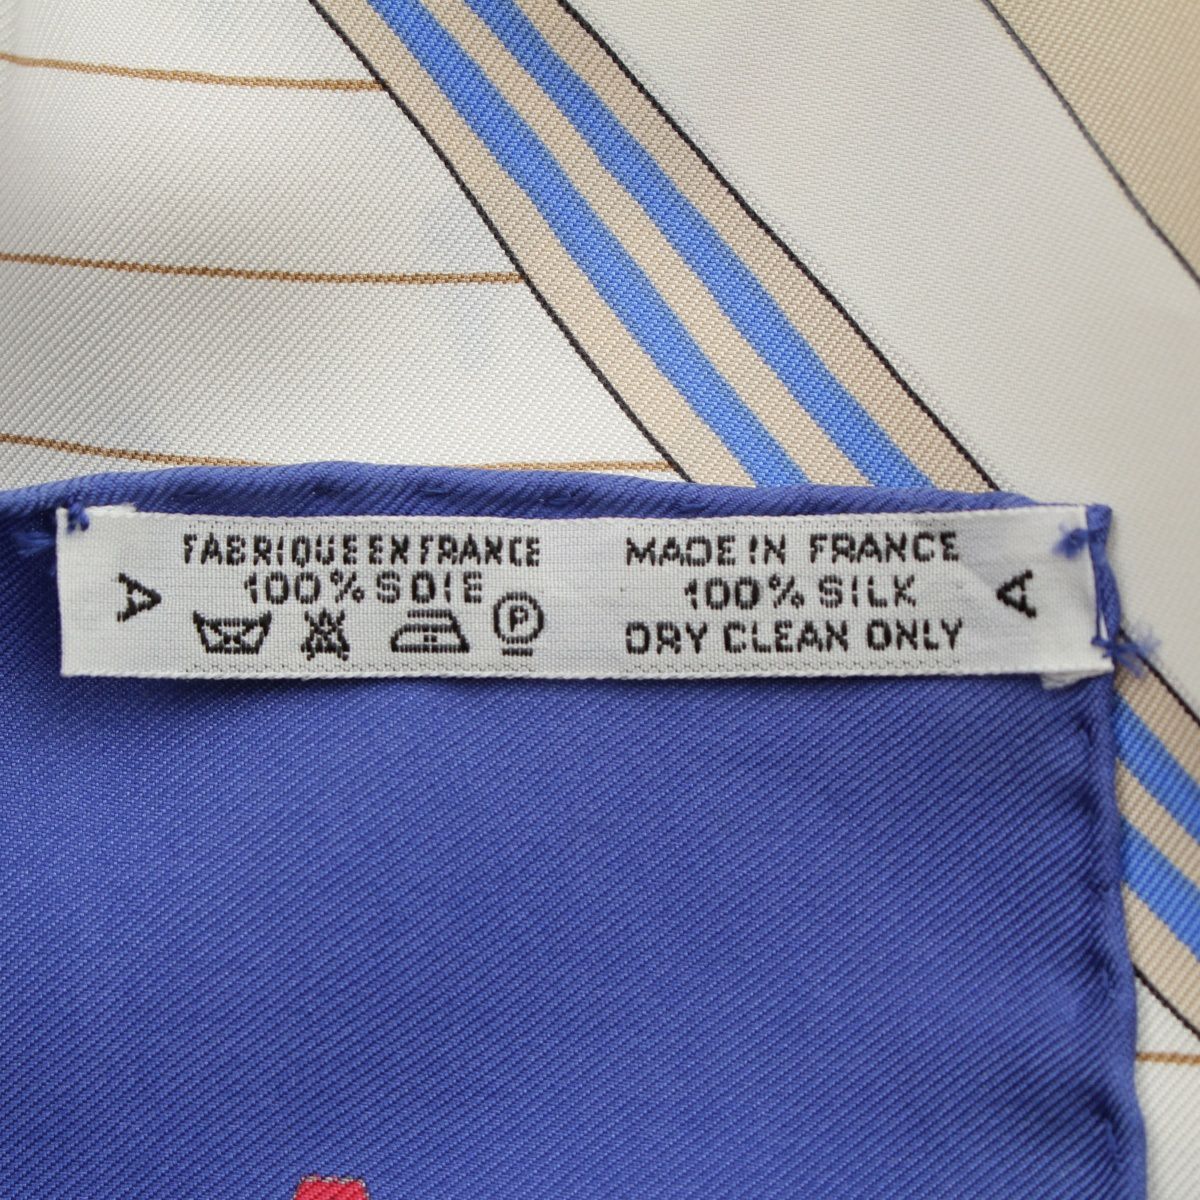 FABRIQUE EN FRANCE
100% SOIE
P
MADE IN FRANCE
100% SILK
DRY CLEAN ONLY
A
A